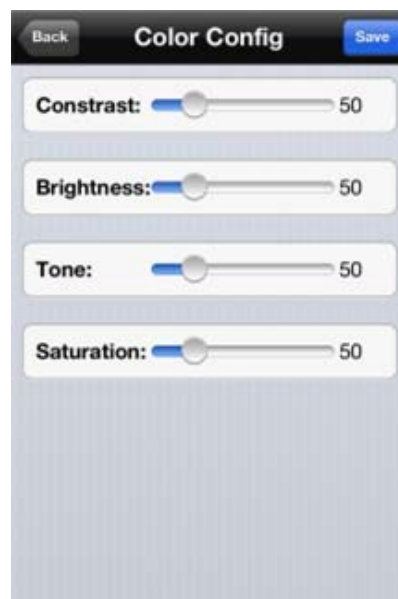 Back Color Config Save
Constrast: 50
Brightness: 50
Tone: 50
Saturation: 50